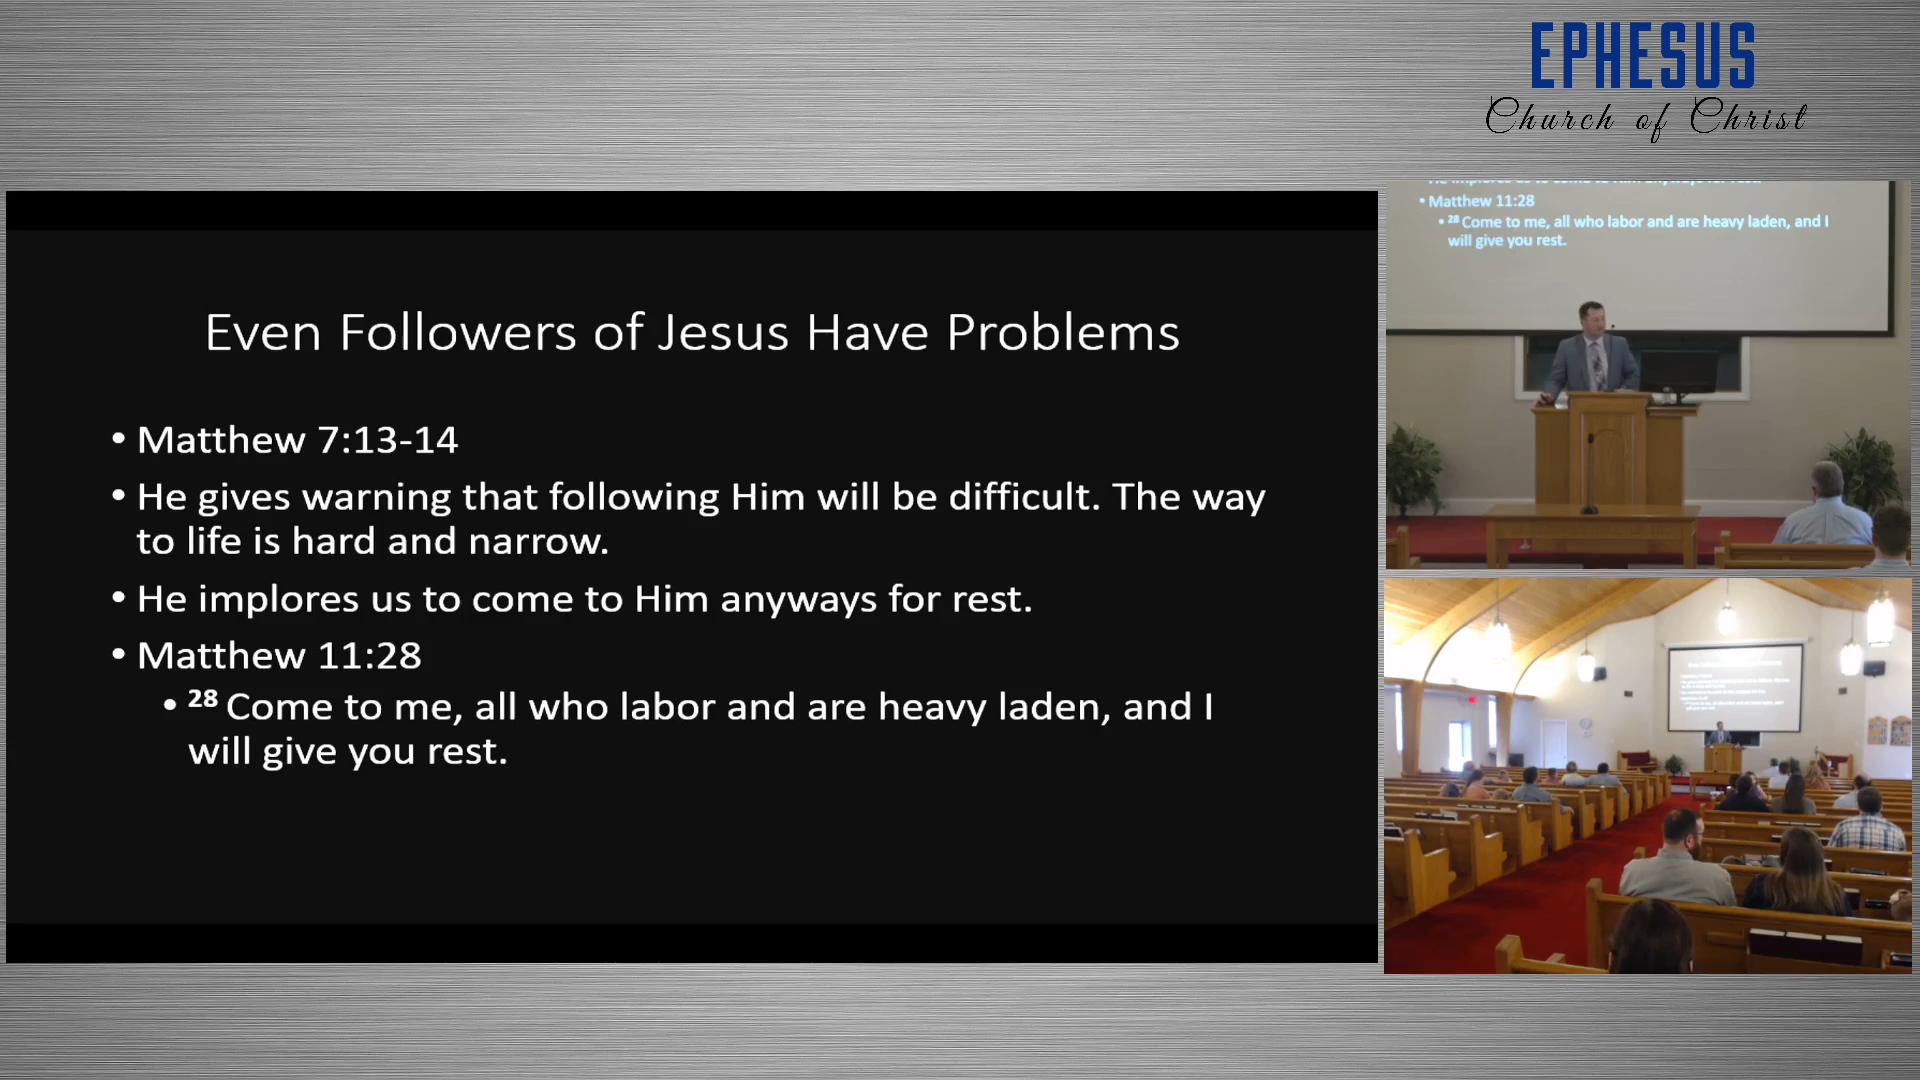 EPHESUS
Church of Christ
Even Followers of Jesus Have Problems
• Matthew 7:13-14
• He gives warning that following Him will be difficult. The way
to life is hard and narrow.
• He implores us to come to Him anyways for rest.
• Matthew 11:28
• 28 Come to me, all who labor and are heavy laden, and I
will give you rest.
• Matthew 11:28
• 28 Come to me, all who labor and are heavy laden, and I
will give you rest.